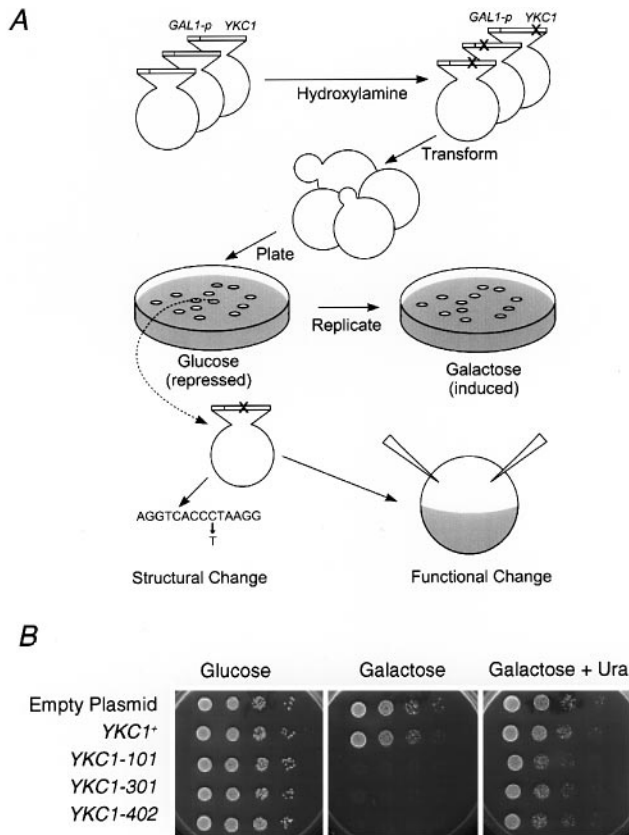 A
GAL1-p YKC1
GAL1-p YKC1
X
X
X
Hydroxylamine
Transform
Plate
Replicate
Glucose
(repressed)
Galactose
(induced)
X
AGGTCACCCTAAGG
T
Structural Change
Functional Change
B
Glucose
Galactose
Galactose + Ura
Empty Plasmid
YKC1+
YKC1-101
YKC1-301
YKC1-402